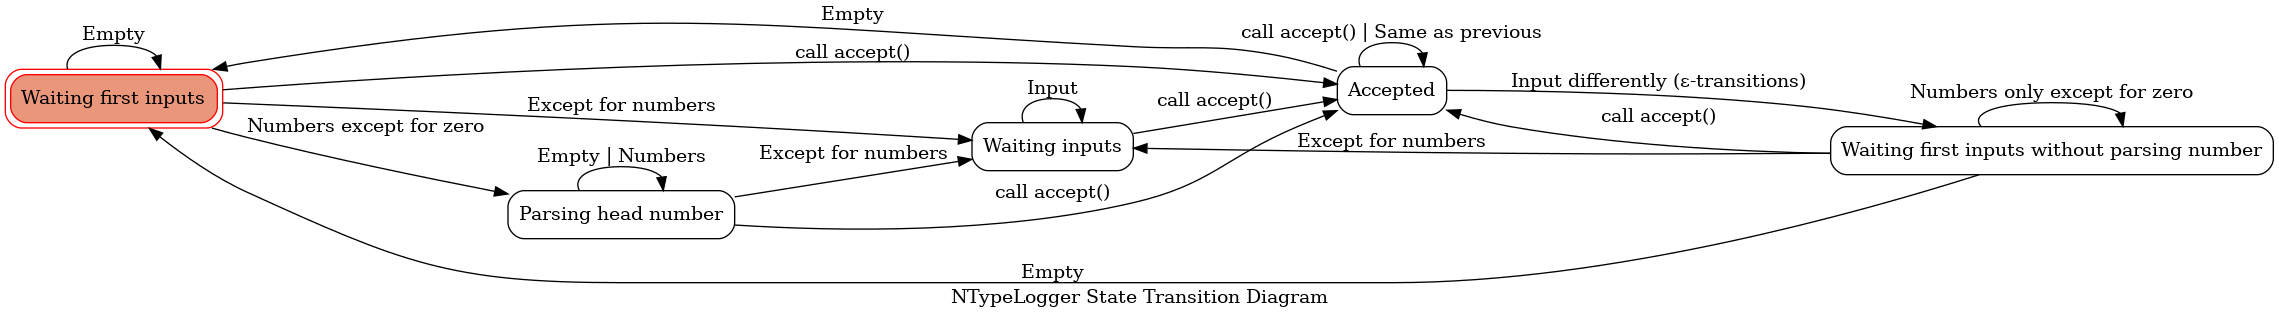 Empty
Empty
call accept() | Same as previous
call accept()
Input differently (ε-transitions)
Input
Accepted
Numbers only except for zero
Waiting first inputs
Except for numbers
call accept()
call accept()
Numbers except for zero
Except for numbers
Waiting inputs
Waiting first inputs without parsing number
Empty | Numbers
Except for numbers
call accept()
Parsing head number
Empty
NTypeLogger State Transition Diagram